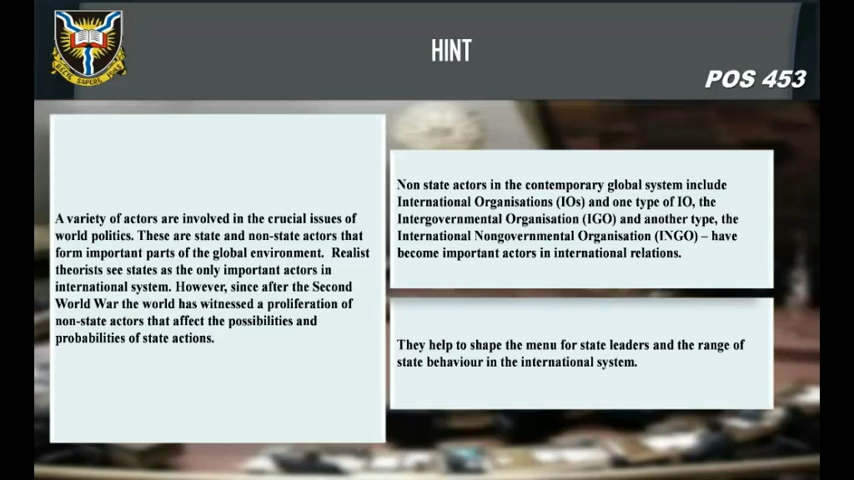 HINT
POS 453
A variety of actors are involved in the crucial issues of
world politics. These are state and non-state actors that
form important parts of the global environment. Realist
theorists see states as the only important actors in
international system. However, since after the Second
World War the world has witnessed a proliferation of
non-state actors that affect the possibilities and
probabilities of state actions.
Non state actors in the contemporary global system include
International Organisations (IOs) and one type of IO, the
Intergovernmental Organisation (IGO) and another type, the
International Nongovernmental Organisation (INGO) – have
become important actors in international relations.
They help to shape the menu for state leaders and the range of
state behaviour in the international system.